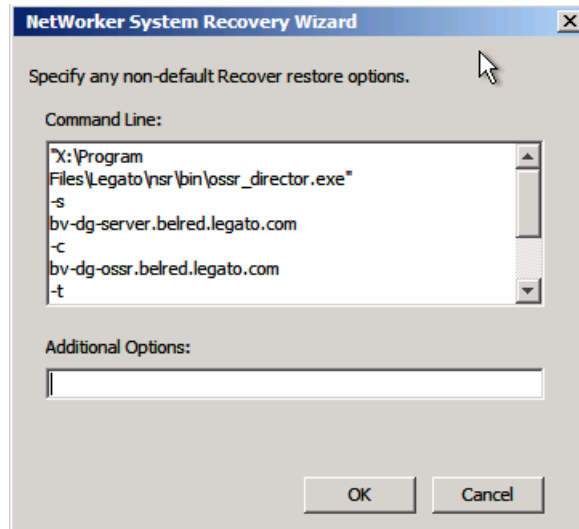 NetWorker System Recovery Wizard
Specify any non-default Recover restore options.
Command Line:
"X:\Program
Files\Legato\nsr\bin\ossr_director.exe"
-s
bv-dg-server.belred.legato.com
-c
bv-dg-ossr.belred.legato.com
-t
Additional Options:
OK
Cancel